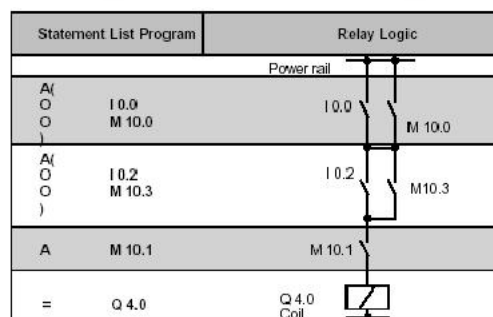 Statement List Program Relay Logic
Power rail
A(
O I 0.0 I 0.0
O M 10.0 M 10.0
)
A(
O I 0.2 I 0.2
O M 10.3 M10.3
)
A M 10.1 M 10.1
= Q 4.0 Q 4.0
Coil